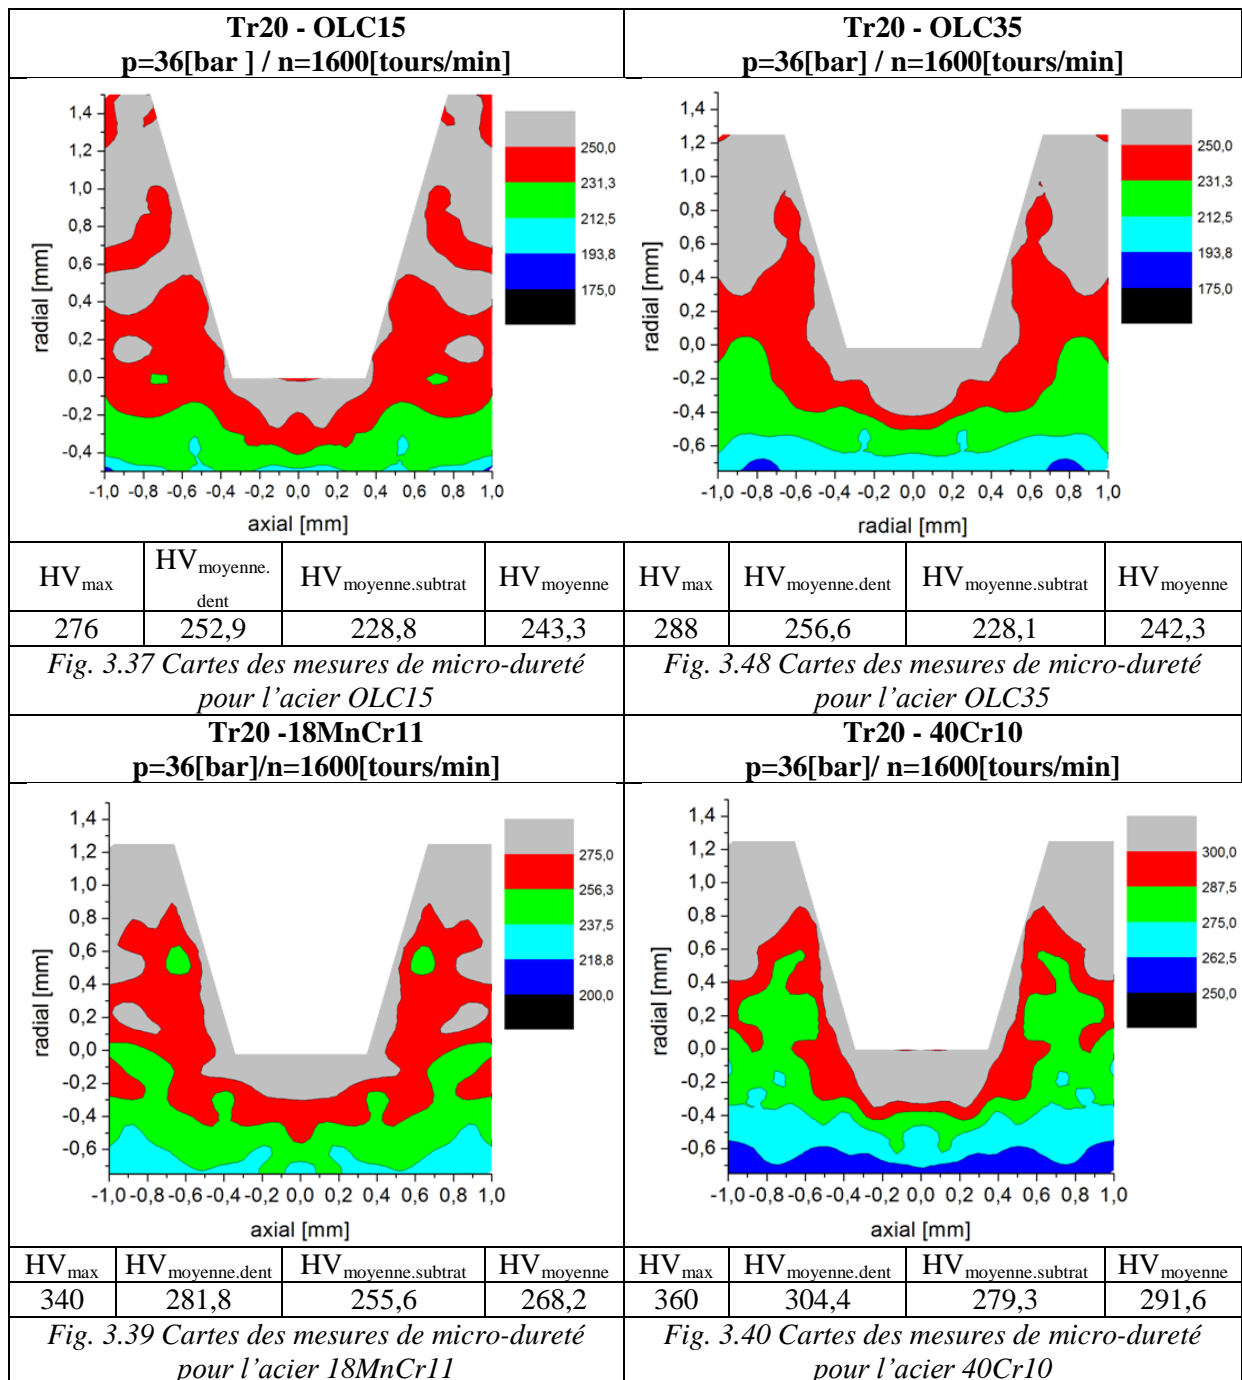 Tr20 - OLC15
p=36[bar ] / n=1600[tours/min]
Tr20 - OLC35
p=36[bar] / n=1600[tours/min]
1,4
1,2
1,0
0,8
0,6
0,4
0,2
0,0
-0,2
-0,4
radial [mm]
-1,0 -0,8 -0,6 -0,4 -0,2 0,0 0,2 0,4 0,6 0,8 1,0
axial [mm]
250,0
231,3
212,5
193,8
175,0
1,4
1,2
1,0
0,8
0,6
0,4
0,2
0,0
-0,2
-0,4
-0,6
radial [mm]
-1,0 -0,8 -0,6 -0,4 -0,2 0,0 0,2 0,4 0,6 0,8 1,0
radial [mm]
250,0
231,3
212,5
193,8
175,0
HVmax HVmoyenne.dent HVmoyenne.subtrat HVmoyenne HVmax HVmoyenne.dent HVmoyenne.subtrat HVmoyenne
276 252,9 228,8 243,3 288 256,6 228,1 242,3
Fig. 3.37 Cartes des mesures de micro-dureté
pour l’acier OLC15
Fig. 3.48 Cartes des mesures de micro-dureté
pour l’acier OLC35
Tr20 -18MnCr11
p=36[bar]/n=1600[tours/min]
Tr20 - 40Cr10
p=36[bar]/ n=1600[tours/min]
1,4
1,2
1,0
0,8
0,6
0,4
0,2
0,0
-0,2
-0,4
-0,6
radial [mm]
-1,0 -0,8 -0,6 -0,4 -0,2 0,0 0,2 0,4 0,6 0,8 1,0
axial [mm]
275,0
256,3
237,5
218,8
200,0
1,4
1,2
1,0
0,8
0,6
0,4
0,2
0,0
-0,2
-0,4
-0,6
radial [mm]
-1,0 -0,8 -0,6 -0,4 -0,2 0,0 0,2 0,4 0,6 0,8 1,0
axial [mm]
300,0
287,5
275,0
262,5
250,0
HVmax HVmoyenne.dent HVmoyenne.subtrat HVmoyenne HVmax HVmoyenne.dent HVmoyenne.subtrat HVmoyenne
340 281,8 255,6 268,2 360 304,4 279,3 291,6
Fig. 3.39 Cartes des mesures de micro-dureté
pour l’acier 18MnCr11
Fig. 3.40 Cartes des mesures de micro-dureté
pour l’acier 40Cr10